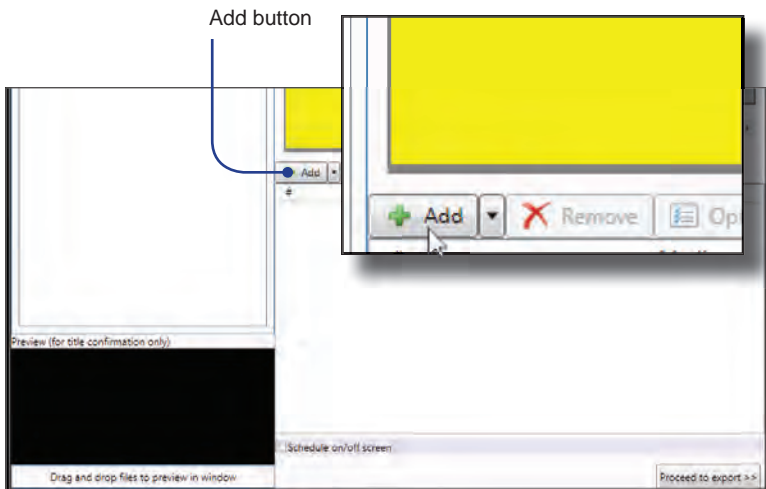 Add button
Add
#
Add
Remove
Preview (for title confirmation only)
Schedule on/off screen
Drag and drop files to preview in window
Proceed to export >>